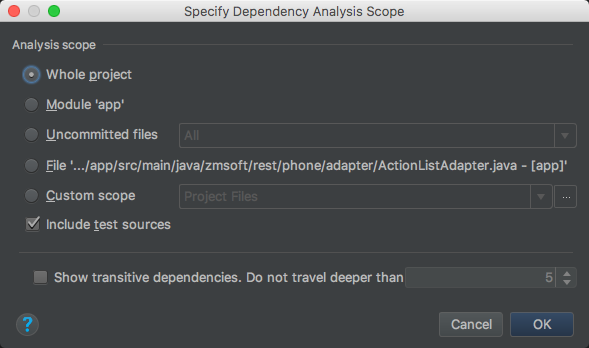 Specify Dependency Analysis Scope
Analysis scope
Whole project
Module 'app'
Uncommitted files All
File '.../app/src/main/java/zmsoft/rest/phone/adapter/ActionListAdapter.java - [app]'
Custom scope Project Files ...
Include test sources
Show transitive dependencies. Do not travel deeper than 5
? Cancel OK